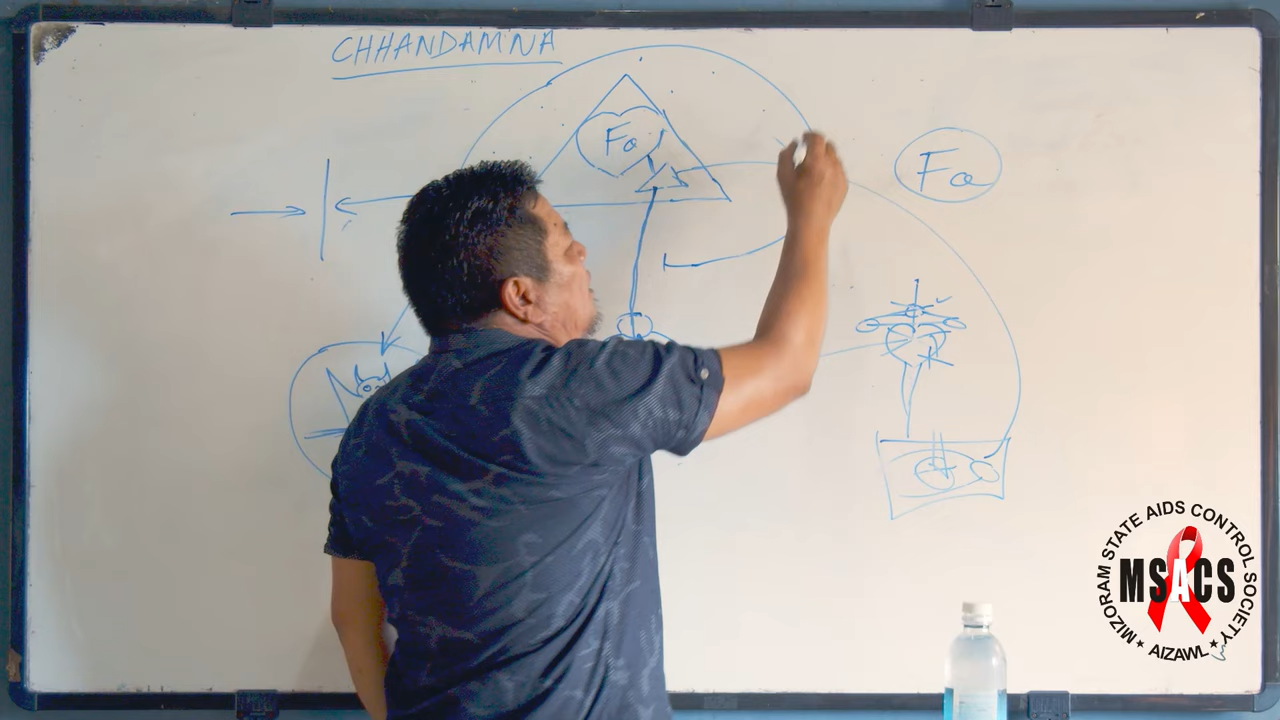 CHHANDAMNA
Fa
Fa
MIZORAM STATE AIDS CONTROL SOCIETY
MSACS
★ AIZAWL ★